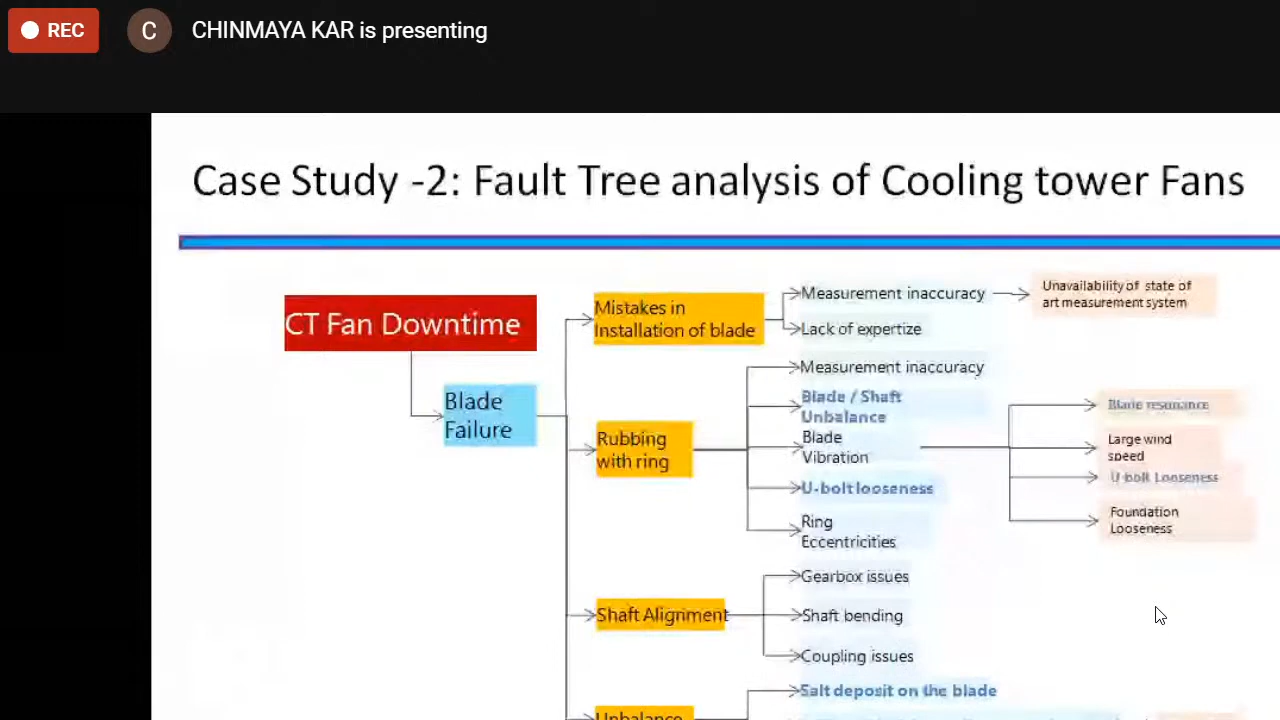 REC
C
CHINMAYA KAR is presenting
Case Study -2: Fault Tree analysis of Cooling tower Fans
CT Fan Downtime
Blade
Failure
Mistakes in
Installation of blade
Measurement inaccuracy
Unavailability of state of
art measurement system
Lack of expertize
Rubbing
with ring
Measurement inaccuracy
Blade / Shaft
Unbalance
Blade
Vibration
Blade resonance
Large wind
speed
U-bolt Looseness
Foundation
Looseness
U-bolt looseness
Ring
Eccentricities
Shaft Alignment
Gearbox issues
Shaft bending
Coupling issues
Unbalance
Salt deposit on the blade